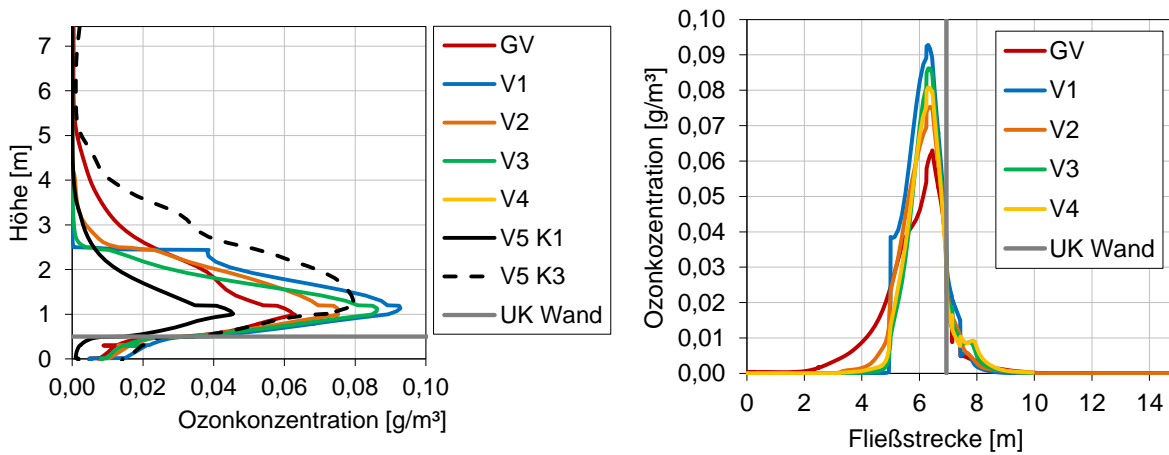 Höhe [m]
7
6
5
4
3
2
1
0
0,00 0,02 0,04 0,06 0,08 0,10
Ozonkonzentration [g/m³]
GV
V1
V2
V3
V4
V5 K1
V5 K3
UK Wand
Ozonkozentration [g/m³]
0,10
0,09
0,08
0,07
0,06
0,05
0,04
0,03
0,02
0,01
0,00
0 2 4 6 8 10 12 14
Fließstrecke [m]
GV
V1
V2
V3
V4
UK Wand